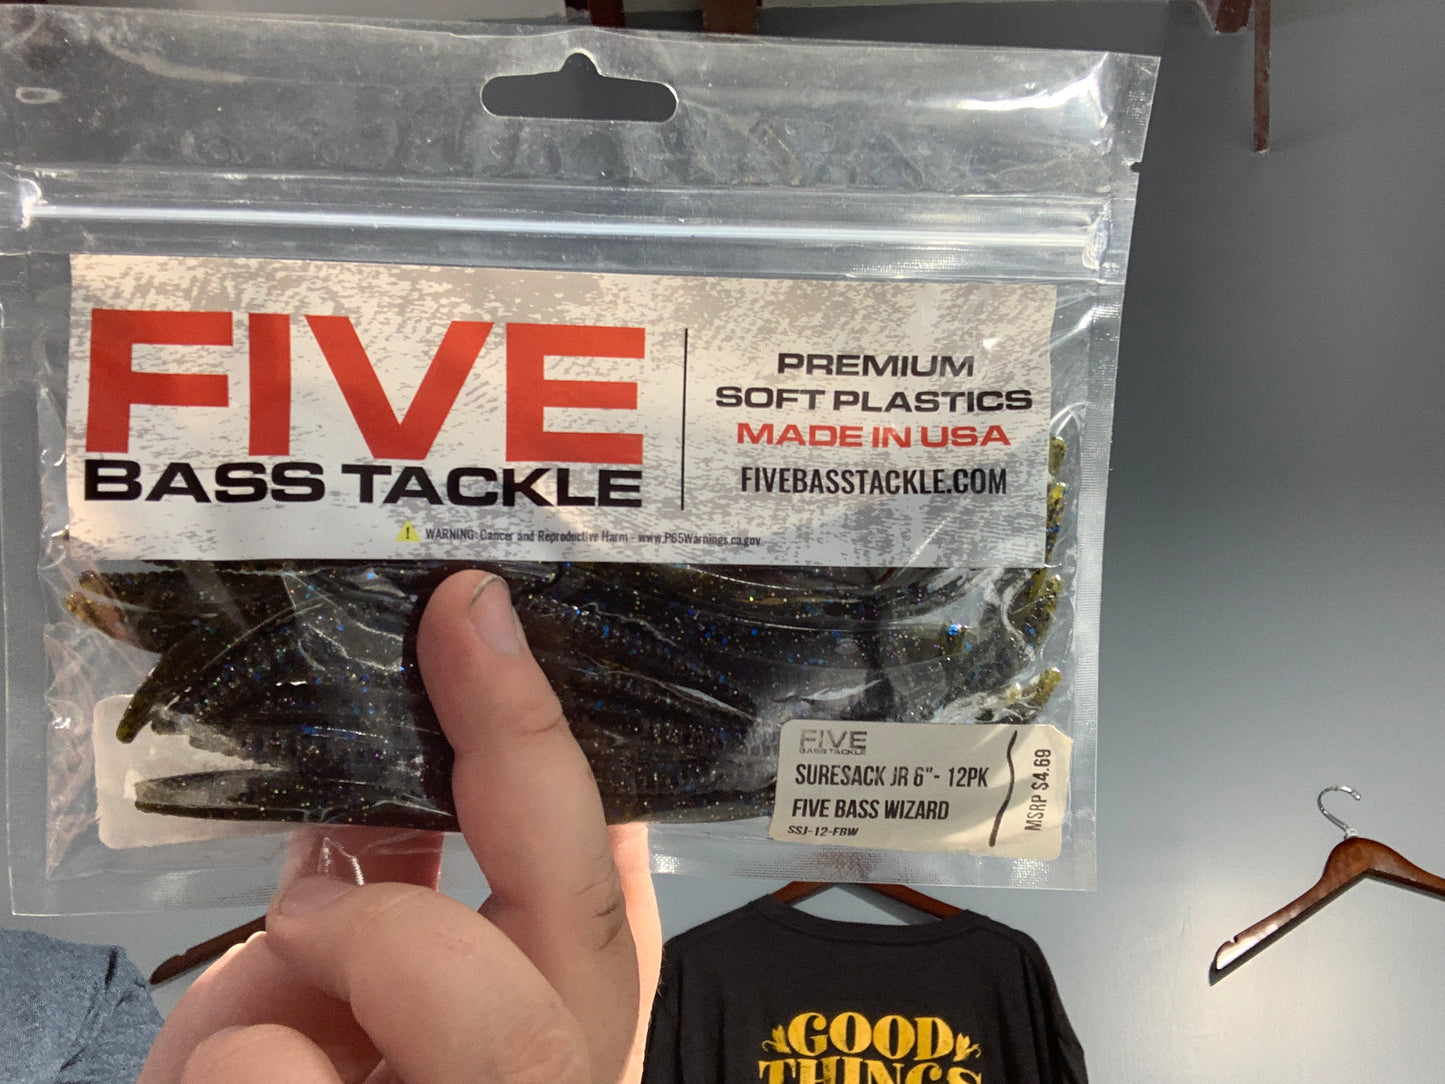 FIVE
BASS TACKLE
PREMIUM
SOFT PLASTICS
MADE IN USA
FIVEBASSTACKLE.COM
! WARNING: Cancer and Reproductive Harm - www.P65Warnings.ca.gov
FIVE
BASS TACKLE
SURESACK JR 6"- 12PK
FIVE BASS WIZARD
SSJ-12-FBW
MSRP $4.69
GOOD
THINGS